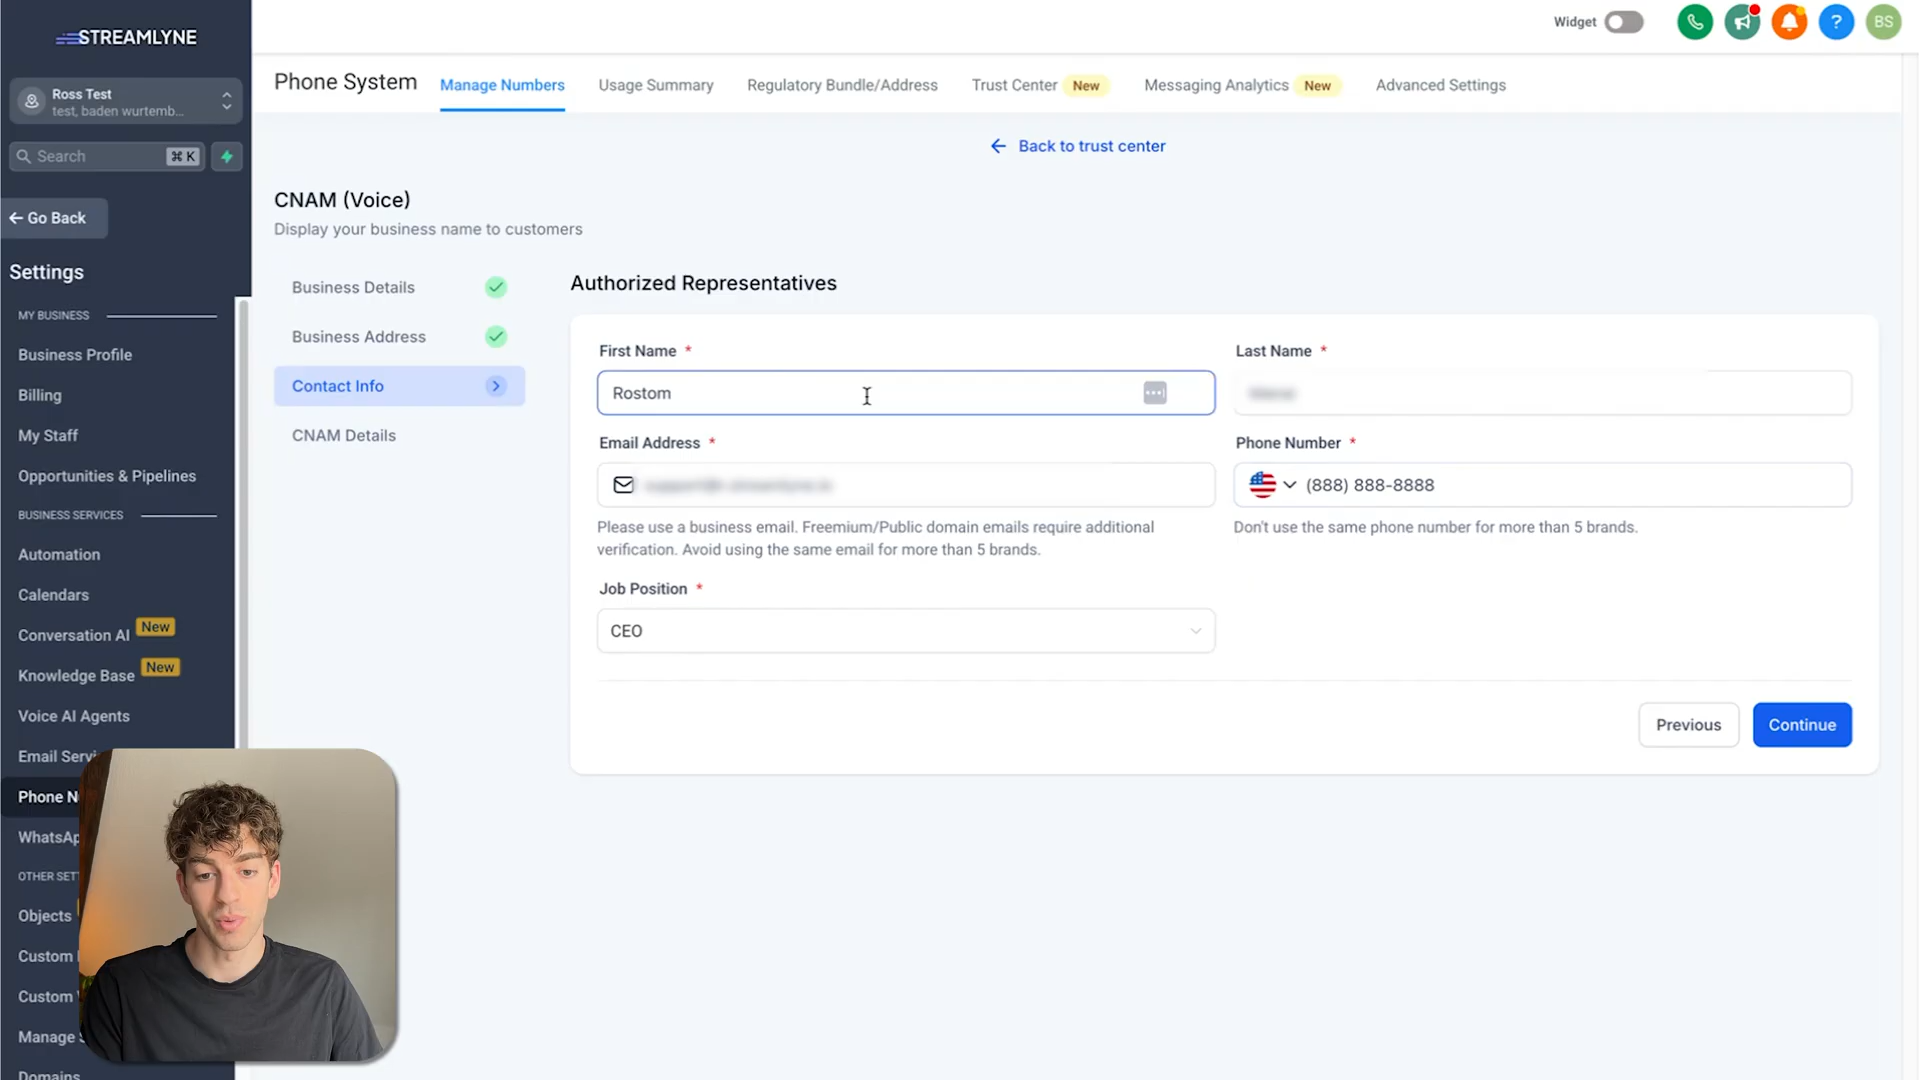 STREAMLYNE
Ross Test
test, baden wurtemb...
Search
⌘ K
Go Back
Settings
MY BUSINESS
Business Profile
Billing
My Staff
Opportunities & Pipelines
BUSINESS SERVICES
Automation
Calendars
Conversation AI New
Knowledge Base New
Voice AI Agents
Email Servi
Phone N
WhatsAp
OTHER SET
Objects
Custom
Custom
Manage S
Domains
Widget
?
BS
Phone System
Manage Numbers
Usage Summary
Regulatory Bundle/Address
Trust Center New
Messaging Analytics New
Advanced Settings
Back to trust center
CNAM (Voice)
Display your business name to customers
Business Details
Business Address
Contact Info
CNAM Details
Authorized Representatives
First Name *
Rostom
Last Name *
Email Address *
Please use a business email. Freemium/Public domain emails require additional
verification. Avoid using the same email for more than 5 brands.
Phone Number *
(888) 888-8888
Don't use the same phone number for more than 5 brands.
Job Position *
CEO
Previous
Continue